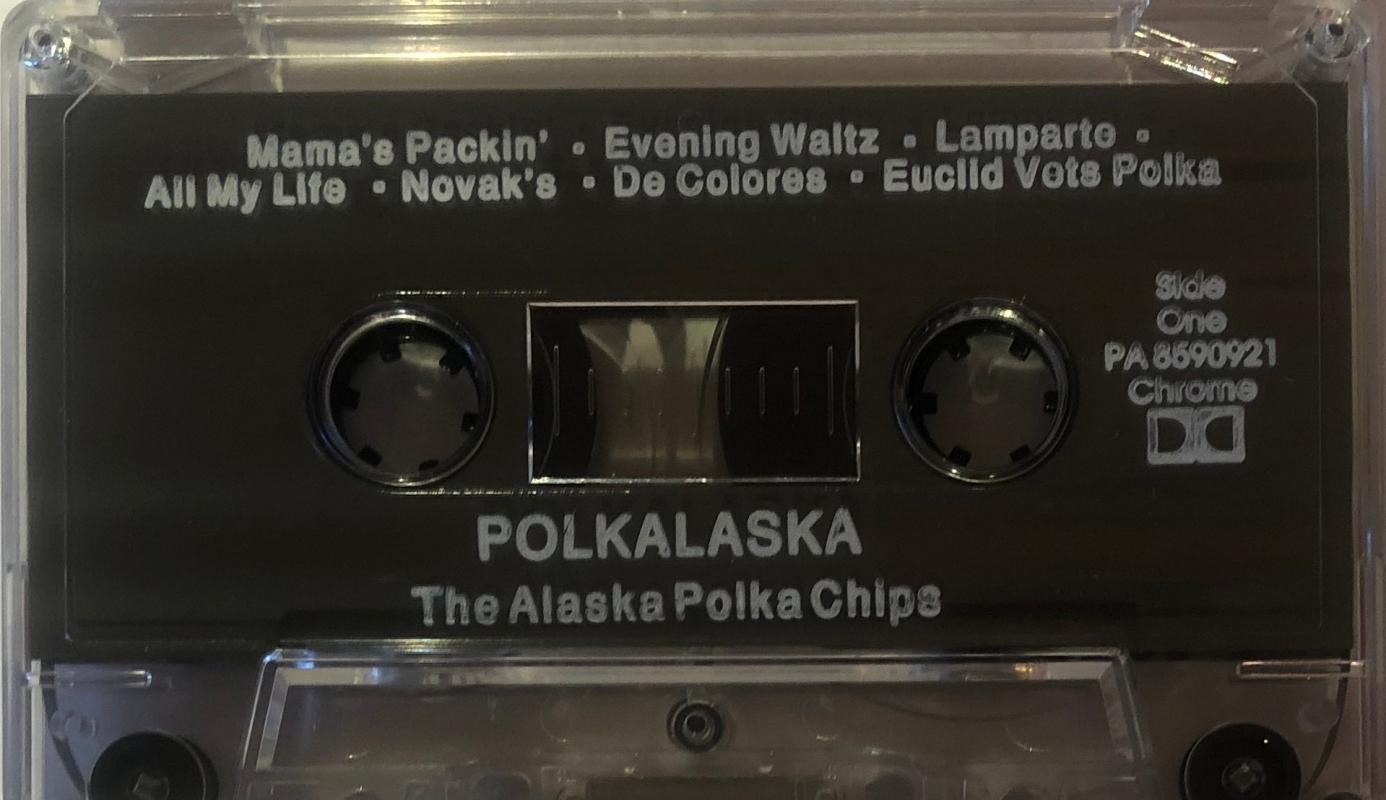 Mama's Packin' • Evening Waltz • Lamparto •
All My Life • Novak's • De Colores • Euclid Vets Polka
Side
One
PA 8590921
Chrome
POLKALASKA
The Alaska Polka Chips